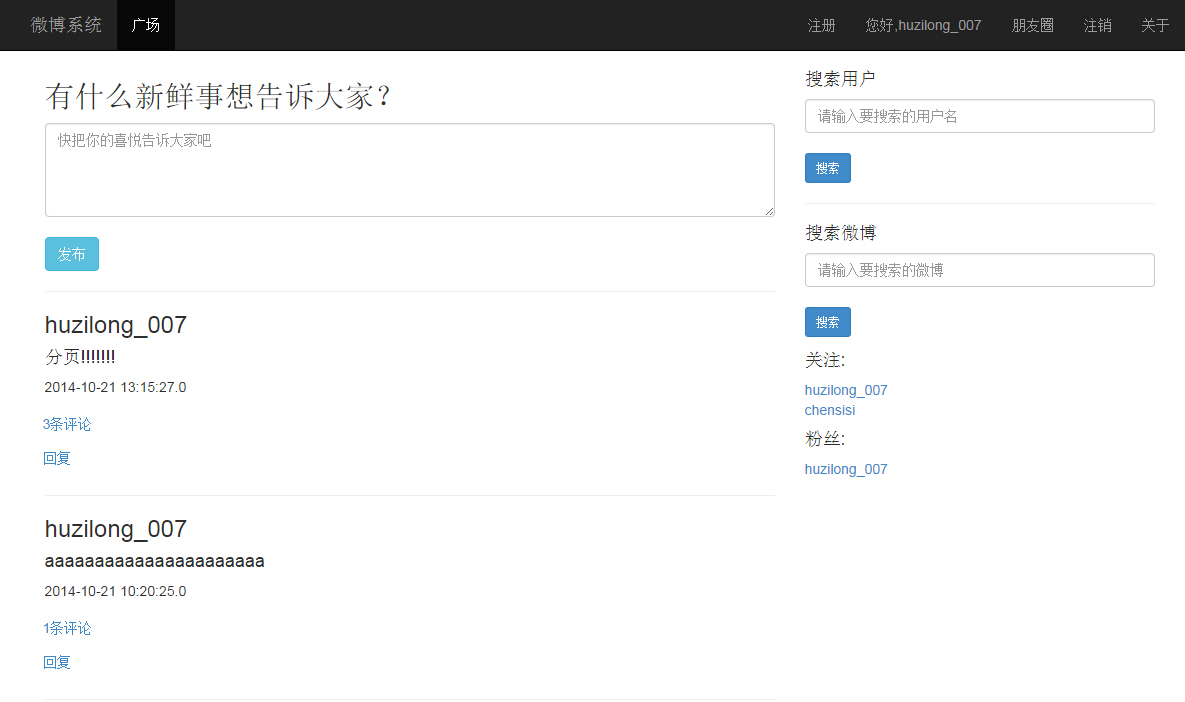 微博系统 广场 注册 您好,huzilong_007 朋友圈 注销 关于
有什么新鲜事想告诉大家?
快把你的喜悦告诉大家吧
发布
huzilong_007
分页!!!!!!!
2014-10-21 13:15:27.0
3条评论
回复
huzilong_007
aaaaaaaaaaaaaaaaaaaaaa
2014-10-21 10:20:25.0
1条评论
回复
搜索用户
请输入要搜索的用户名
搜索
搜索微博
请输入要搜索的微博
搜索
关注:
huzilong_007
chensisi
粉丝:
huzilong_007